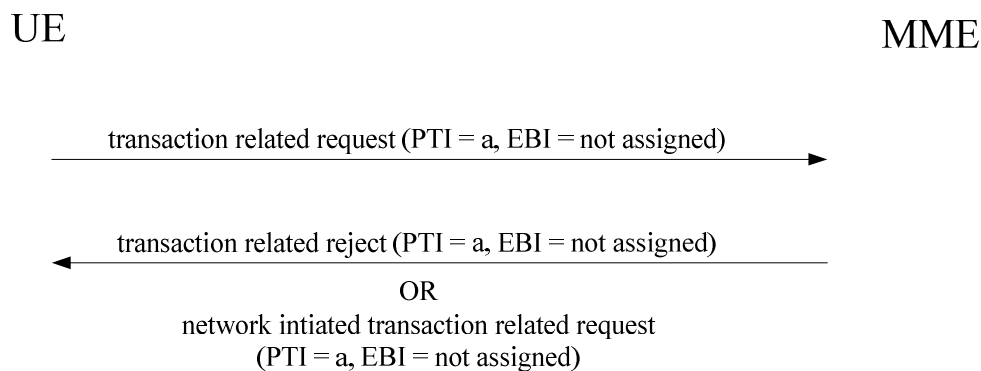 UE
MME
transaction related request (PTI = a, EBI = not assigned)
transaction related reject (PTI = a, EBI = not assigned)
OR
network intiated transaction related request
(PTI = a, EBI = not assigned)